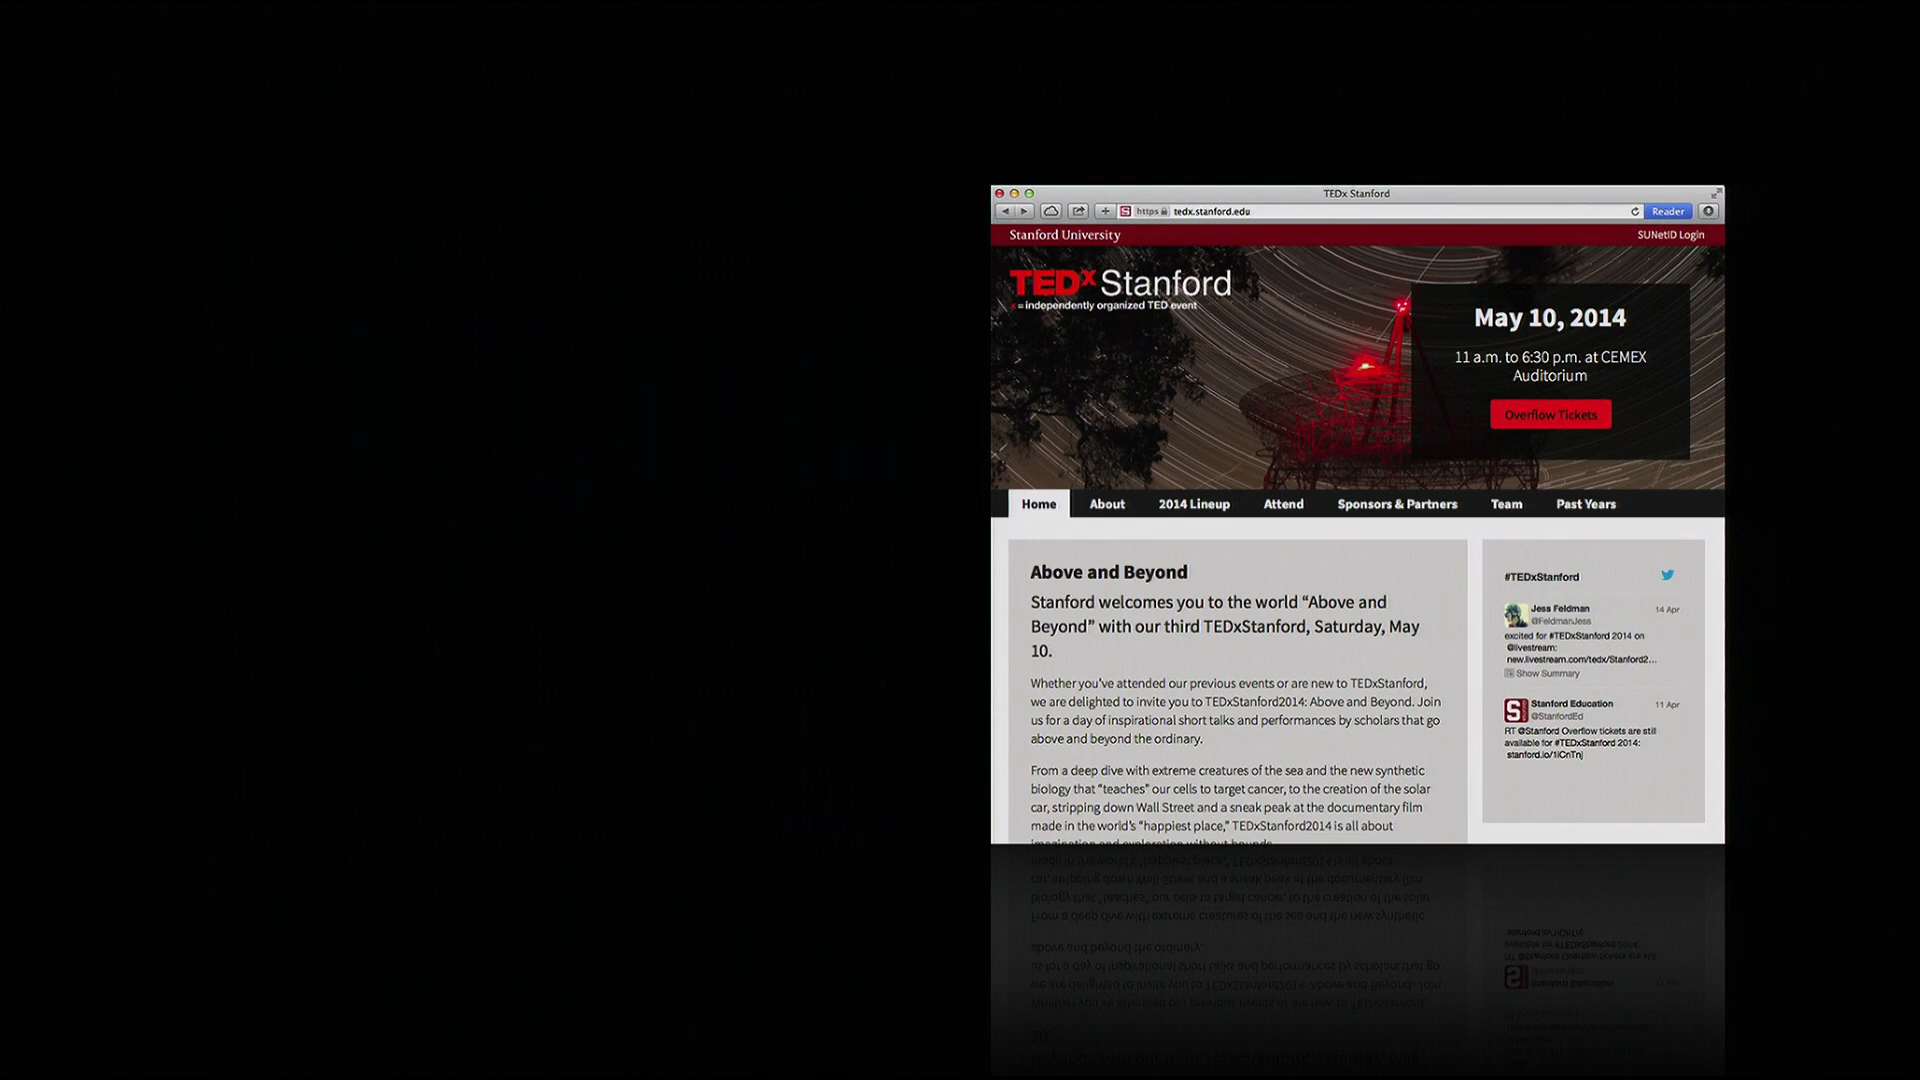 TEDx Stanford
https tedx.stanford.edu
Reader
Stanford University
SUNetID Login
TEDx Stanford
x = independently organized TED event
May 10, 2014
11 a.m. to 6:30 p.m. at CEMEX
Auditorium
Overflow Tickets
Home About 2014 Lineup Attend Sponsors & Partners Team Past Years
Above and Beyond
Stanford welcomes you to the world “Above and
Beyond” with our third TEDxStanford, Saturday, May
10.
Whether you’ve attended our previous events or are new to TEDxStanford,
we are delighted to invite you to TEDxStanford2014: Above and Beyond. Join
us for a day of inspirational short talks and performances by scholars that go
above and beyond the ordinary.
From a deep dive with extreme creatures of the sea and the new synthetic
biology that “teaches” our cells to target cancer, to the creation of the solar
car, stripping down Wall Street and a sneak peak at the documentary film
made in the world’s “happiest place,” TEDxStanford2014 is all about
imagination and exploration without bounds.
#TEDxStanford
Jess Feldman 14 Apr
@FeldmanJess
excited for #TEDxStanford 2014 on
@livestream:
new.livestream.com/tedx/Stanford2...
Show Summary
Stanford Education 11 Apr
@StanfordEd
RT @Stanford Overflow tickets are still
available for #TEDxStanford 2014:
stanford.io/1iCnTnj